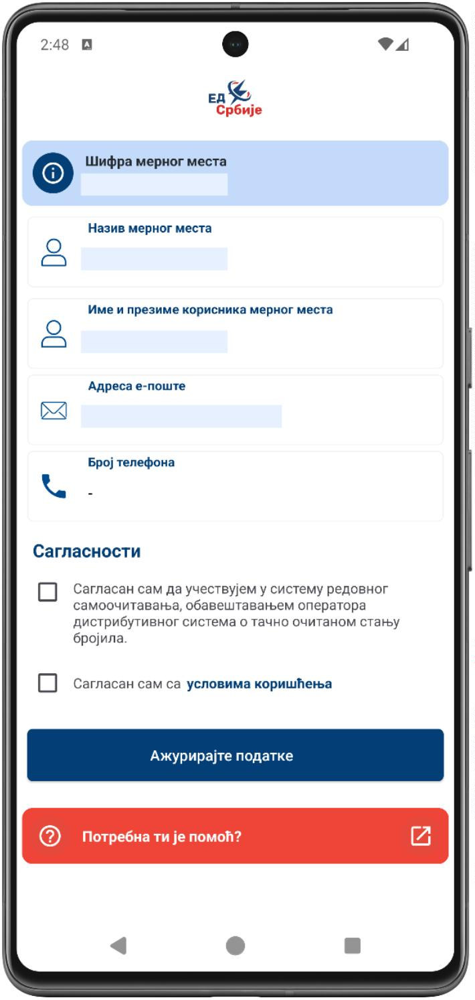 2:48
A
ЕД
Србије
Шифра мерног места
Назив мерног места
Име и презиме корисника мерног места
Адреса е-поште
Број телефона
-
Сагласности
Сагласан сам да учествујем у систему редовног
самоочитавања, обавештавањем оператора
дистрибутивног система о тачно очитаном стању
бројила.
Сагласан сам са условима коришћења
Ажурирајте податке
Потребна ти је помоћ?